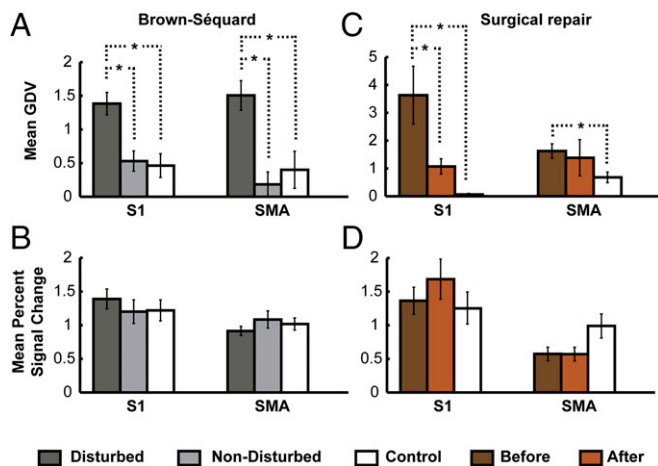 A Brown-Séquard
Mean GDV
2
1.5
1
0.5
0
* * * *
S1 SMA
C Surgical repair
5
4
3
2
1
0
* * *
S1 SMA
B
Mean Percent
Signal Change
2
1.5
1
0.5
0
S1 SMA
D
2
1.5
1
0.5
0
S1 SMA
Disturbed Non-Disturbed Control Before After